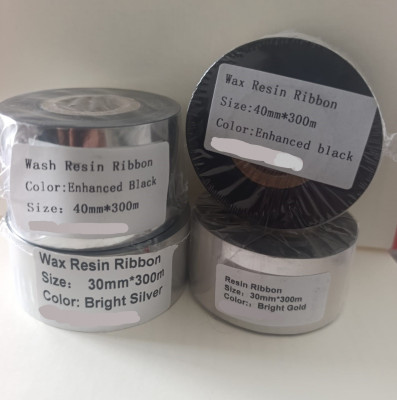 Wax Resin Ribbon
Size:40mm*300m
Color:Enhanced black
Wash Resin Ribbon
Color:Enhanced Black
Size: 40mm*300m
Wax Resin Ribbon
Size: 30mm*300m
Color: Bright Silver
Resin Ribbon
Size: 30mm*300m
Color:: Bright Gold